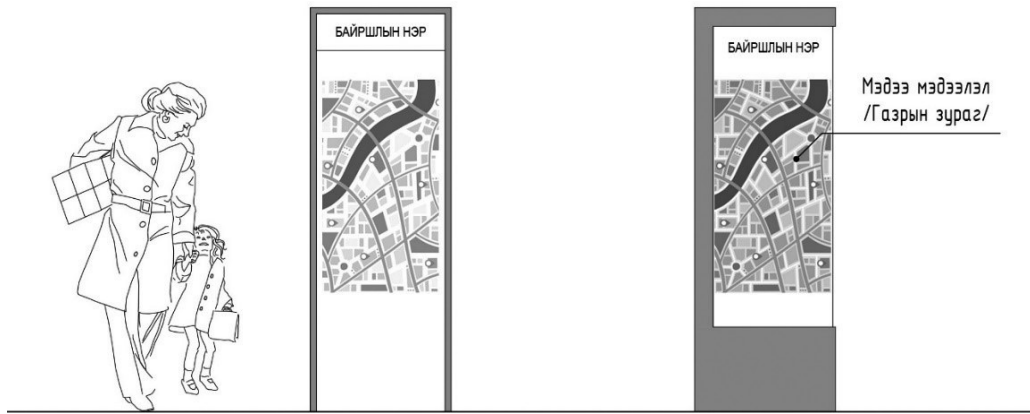 БАЙРШЛЫН НЭР
БАЙРШЛЫН НЭР
Мэдээ мэдээлэл
/Газрын зураг/